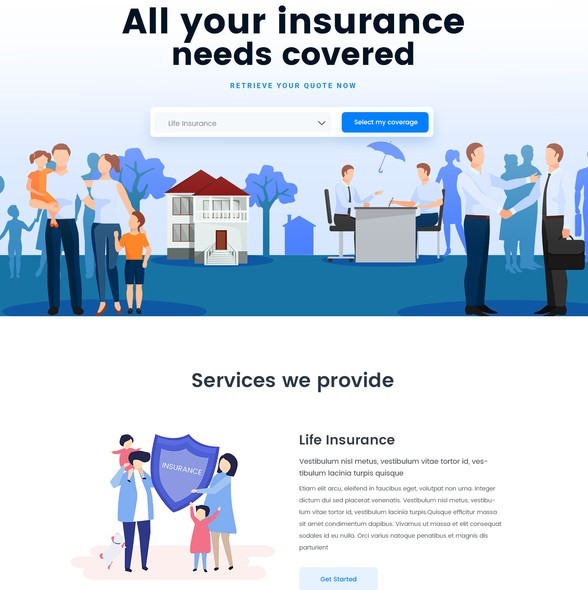 All your insurance
needs covered
RETRIEVE YOUR QUOTE NOW
Life Insurance
Select my coverage
Services we provide
INSURANCE
Life Insurance
Vestibulum nisl metus, vestibulum vitae tortor id, ves-
tibulum lacinia turpis quisque
Etiam elit arcu, eleifend in faucibus eget, volutpat non urna. Integer
dictum dui sed placerat venenatis. Vestibulum nisl metus, vestibu-
lum vitae tortor id, vestibulum lacinia turpis.Quisque efficitur massa
sit amet condimentum dapibus. Vivamus ut massa et elit consequat
sodales id eu nulla. Orci varius natoque penatibus et magnis dis
parturient
Get Started